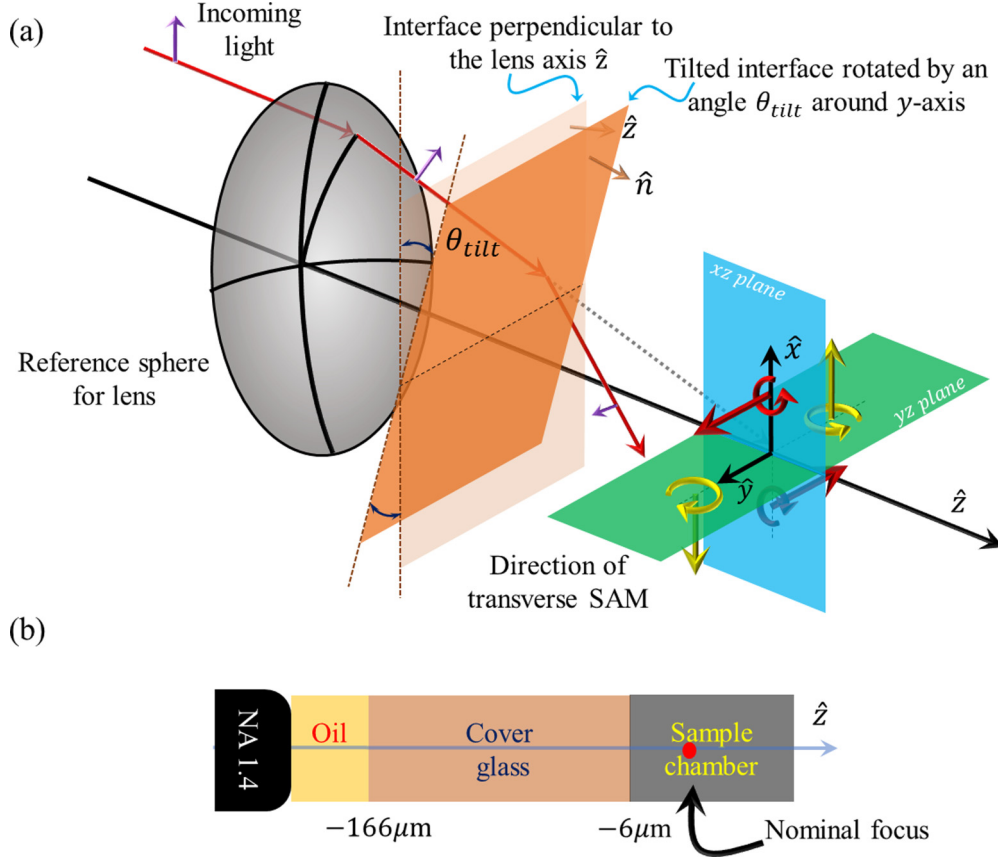 (a)
Incoming
light
Interface perpendicular to
the lens axis ẑ
Tilted interface rotated by an
angle θ_tilt around y-axis
ẑ
n̂
θ_tilt
Reference sphere
for lens
xz plane
yz plane
x̂
ŷ
ẑ
Direction of
transverse SAM
(b)
NA 1.4
Oil
Cover
glass
Sample
chamber
ẑ
−166μm
−6μm
Nominal focus